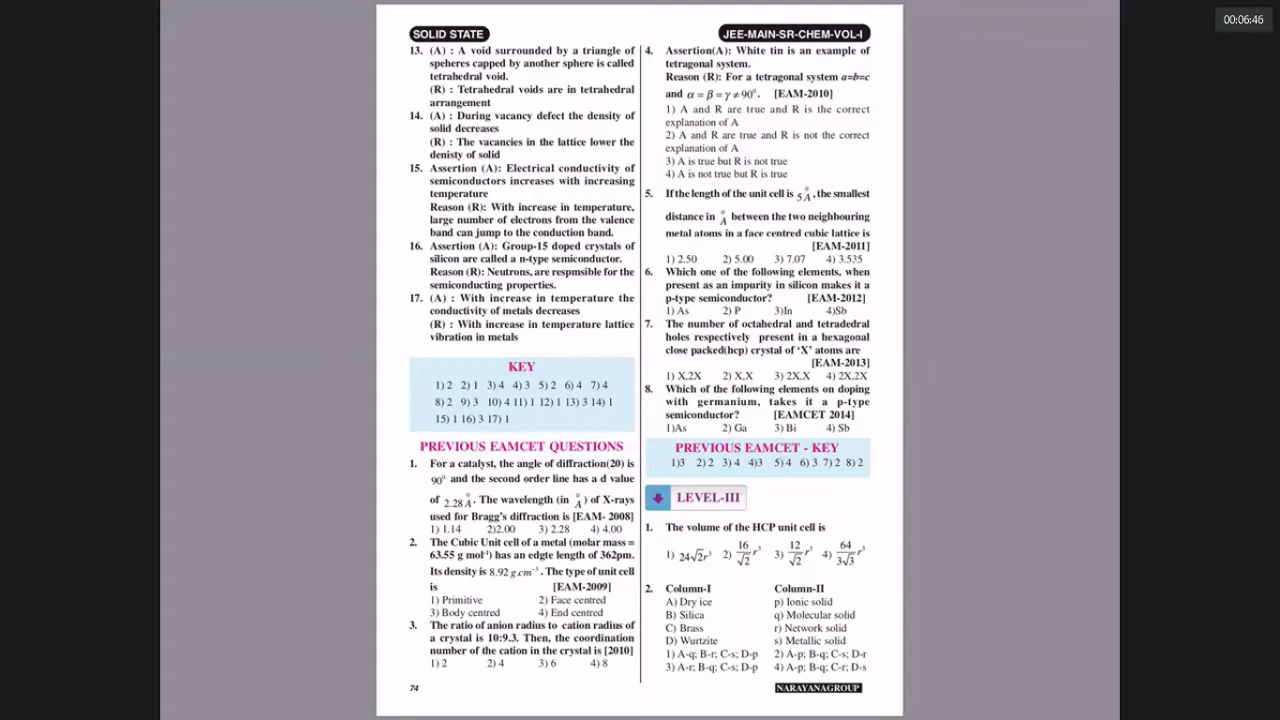 00:06:46
SOLID STATE
JEE-MAIN-SR-CHEM-VOL-I
13. (A) : A void surrounded by a triangle of
speheres capped by another sphere is called
tetrahedral void.
(R) : Tetrahedral voids are in tetrahedral
arrangement
14. (A) : During vacancy defect the density of
solid decreases
(R) : The vacancies in the lattice lower the
denisty of solid
15. Assertion (A): Electrical conductivity of
semiconductors increases with increasing
temperature
Reason (R): With increase in temperature,
large number of electrons from the valence
band can jump to the conduction band.
16. Assertion (A): Group-15 doped crystals of
silicon are called a n-type semiconductor.
Reason (R): Neutrons, are respmsible for the
semiconducting properties.
17. (A) : With increase in temperature the
conductivity of metals decreases
(R) : With increase in temperature lattice
vibration in metals
KEY
1) 2 2) 1 3) 4 4) 3 5) 2 6) 4 7) 4
8) 2 9) 3 10) 4 11) 1 12) 1 13) 3 14) 1
15) 1 16) 3 17) 1
PREVIOUS EAMCET QUESTIONS
1. For a catalyst, the angle of diffraction(20) is
90⁰ and the second order line has a d value
of 2.28 Å. The wavelength (in Å) of X-rays
used for Bragg's diffraction is [EAM- 2008]
1) 1.14 2)2.00 3) 2.28 4) 4.00
2. The Cubic Unit cell of a metal (molar mass =
63.55 g mol⁻¹) has an edgte length of 362pm.
Its density is 8.92 g.cm⁻³. The type of unit cell
is [EAM-2009]
1) Primitive 2) Face centred
3) Body centred 4) End centred
3. The ratio of anion radius to cation radius of
a crystal is 10:9.3. Then, the coordination
number of the cation in the crystal is [2010]
1) 2 2) 4 3) 6 4) 8
74
4. Assertion(A): White tin is an example of
tetragonal system.
Reason (R): For a tetragonal system a=b=c
and α = β = γ ≠ 90⁰. [EAM-2010]
1) A and R are true and R is the correct
explanation of A
2) A and R are true and R is not the correct
explanation of A
3) A is true but R is not true
4) A is not true but R is true
5. If the length of the unit cell is 5 Å, the smallest
distance in Å between the two neighbouring
metal atoms in a face centred cubic lattice is
[EAM-2011]
1) 2.50 2) 5.00 3) 7.07 4) 3.535
6. Which one of the following elements, when
present as an impurity in silicon makes it a
p-type semiconductor? [EAM-2012]
1) As 2) P 3)In 4)Sb
7. The number of octahedral and tetradedral
holes respectively present in a hexagonal
close packed(hcp) crystal of ‘X’ atoms are
[EAM-2013]
1) X,2X 2) X,X 3) 2X,X 4) 2X,2X
8. Which of the following elements on doping
with germanium, takes it a p-type
semiconductor? [EAMCET 2014]
1)As 2) Ga 3) Bi 4) Sb
PREVIOUS EAMCET - KEY
1)3 2) 2 3) 4 4)3 5) 4 6) 3 7) 2 8) 2
LEVEL-III
1. The volume of the HCP unit cell is
1) 24√2r³ 2) 16/√2 r³ 3) 12/√2 r³ 4) 64/3√3 r³
2. Column-I Column-II
A) Dry ice p) Ionic solid
B) Silica q) Molecular solid
C) Brass r) Network solid
D) Wurtzite s) Metallic solid
1) A-q; B-r; C-s; D-p 2) A-p; B-q; C-s; D-r
3) A-r; B-q; C-s; D-p 4) A-p; B-q; C-r; D-s
NARAYANAGROUP